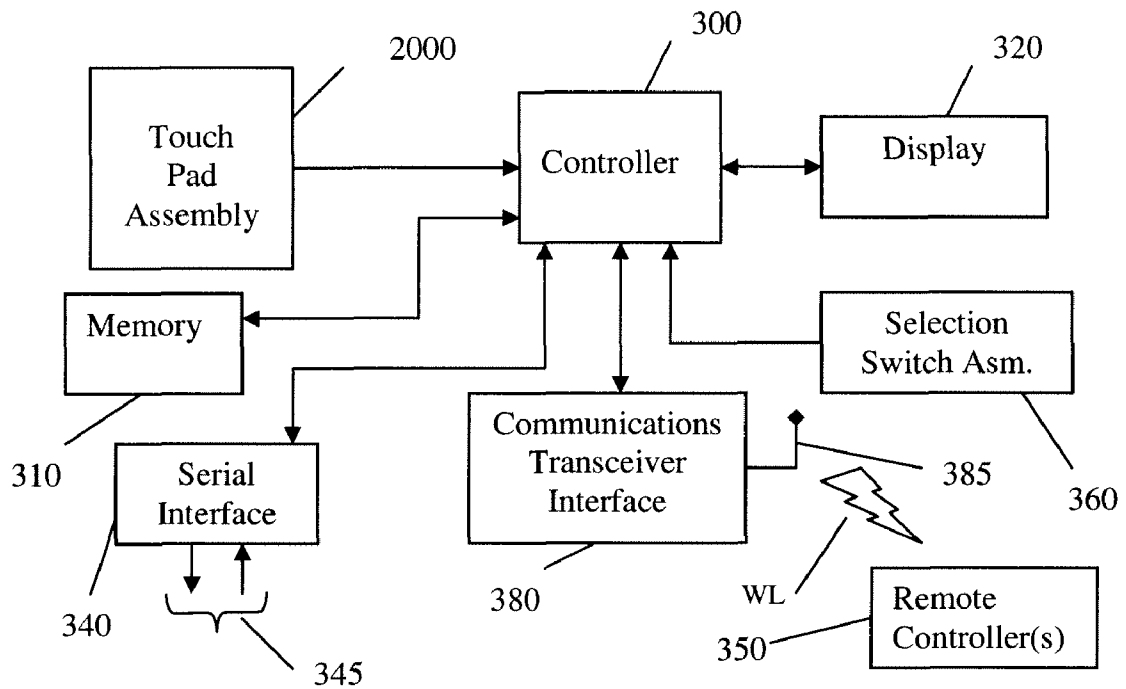 300
2000
320
Touch
Pad
Assembly
Controller
Display
Memory
Selection
Switch Asm.
Communications
Transceiver
Interface
310
Serial
Interface
385
360
340
345
380
WL
350
Remote
Controller(s)